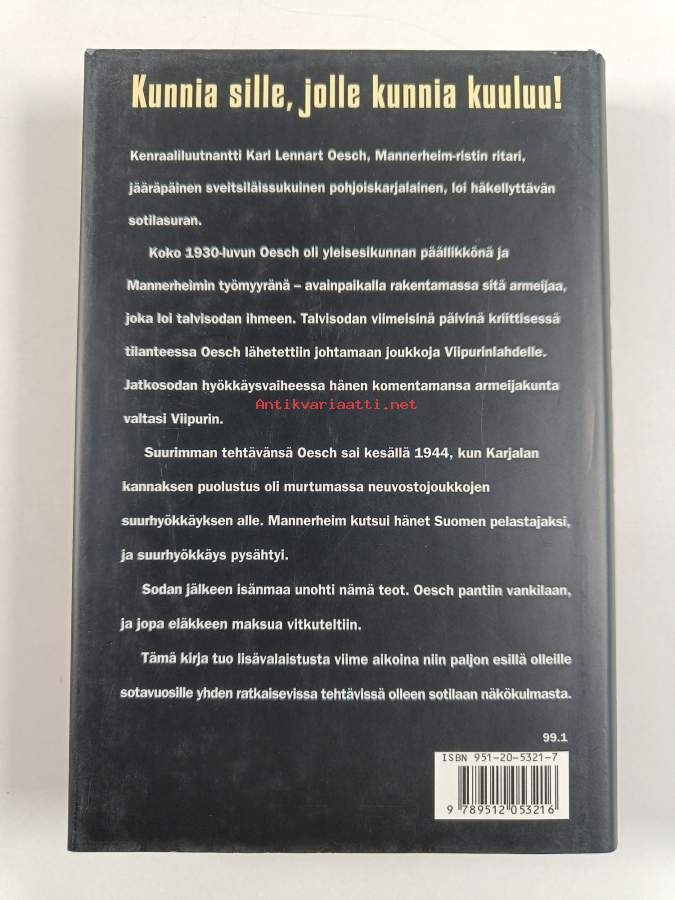 Kunnia sille, jolle kunnia kuuluu!
Kenraaliluutnantti Karl Lennart Oesch, Mannerheim-ristin ritari,
jääräpäinen sveitsiläissukuinen pohjoiskarjalainen, loi häkellyttävän
sotilasuran.
Koko 1930-luvun Oesch oli yleisesikunnan päällikkönä ja
Mannerheimin työmyyränä – avainpaikalla rakentamassa sitä armeijaa,
joka loi talvisodan ihmeen. Talvisodan viimeisinä päivinä kriittisessä
tilanteessa Oesch lähetettiin johtamaan joukkoja Viipurinlahdelle.
Jatkosodan hyökkäysvaiheessa hänen komentamansa armeijakunta
Antikvariaatti.net
valtasi Viipurin.
Suurimman tehtävänsä Oesch sai kesällä 1944, kun Karjalan
kannaksen puolustus oli murtumassa neuvostojoukkojen
suurhyökkäyksen alle. Mannerheim kutsui hänet Suomen pelastajaksi,
ja suurhyökkäys pysähtyi.
Sodan jälkeen isänmaa unohti nämä teot. Oesch pantiin vankilaan,
ja jopa eläkkeen maksua vitkuteltiin.
Tämä kirja tuo lisävalaistusta viime aikoina niin paljon esillä olleille
sotavuosille yhden ratkaisevissa tehtävissä olleen sotilaan näkökulmasta.
99.1
ISBN 951-20-5321-7
9 789512 053216